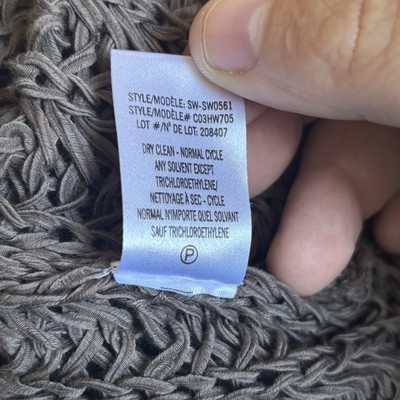 STYLE/MODÈLE: SW-SW0561
STYLE/MODÈLE# C03HW705
LOT #/N° DE LOT: 208407
DRY CLEAN - NORMAL CYCLE
ANY SOLVENT EXCEPT
TRICHLOROETHYLENE/
NETTOYAGE À SEC - CYCLE
NORMAL N'IMPORTE QUEL SOLVANT
SAUF TRICHLOROETHYLENE
P